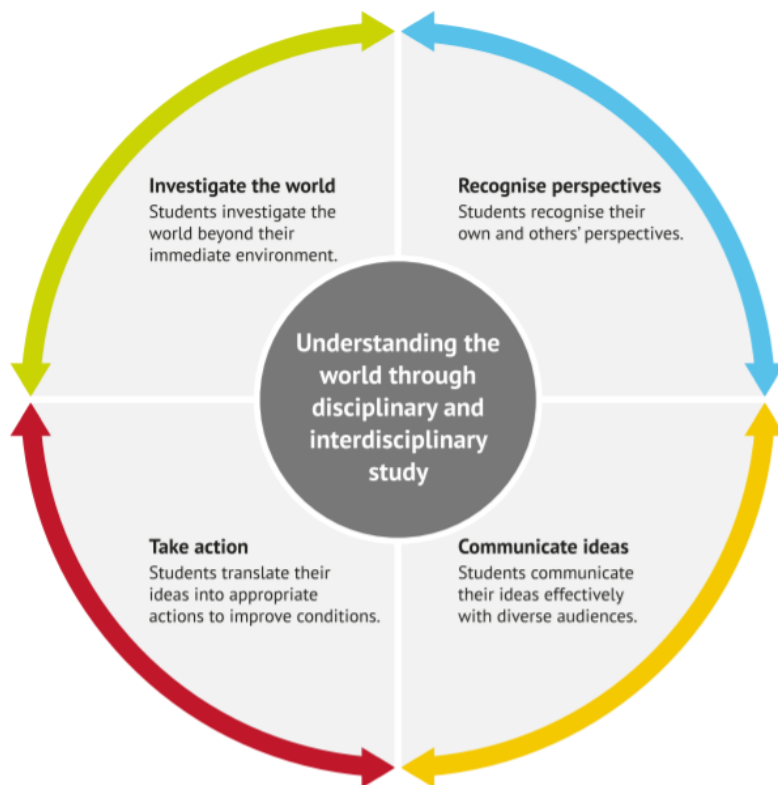 Investigate the world
Students investigate the
world beyond their
immediate environment.
Recognise perspectives
Students recognise their
own and others’ perspectives.
Understanding the
world through
disciplinary and
interdisciplinary
study
Take action
Students translate their
ideas into appropriate
actions to improve conditions.
Communicate ideas
Students communicate
their ideas effectively
with diverse audiences.